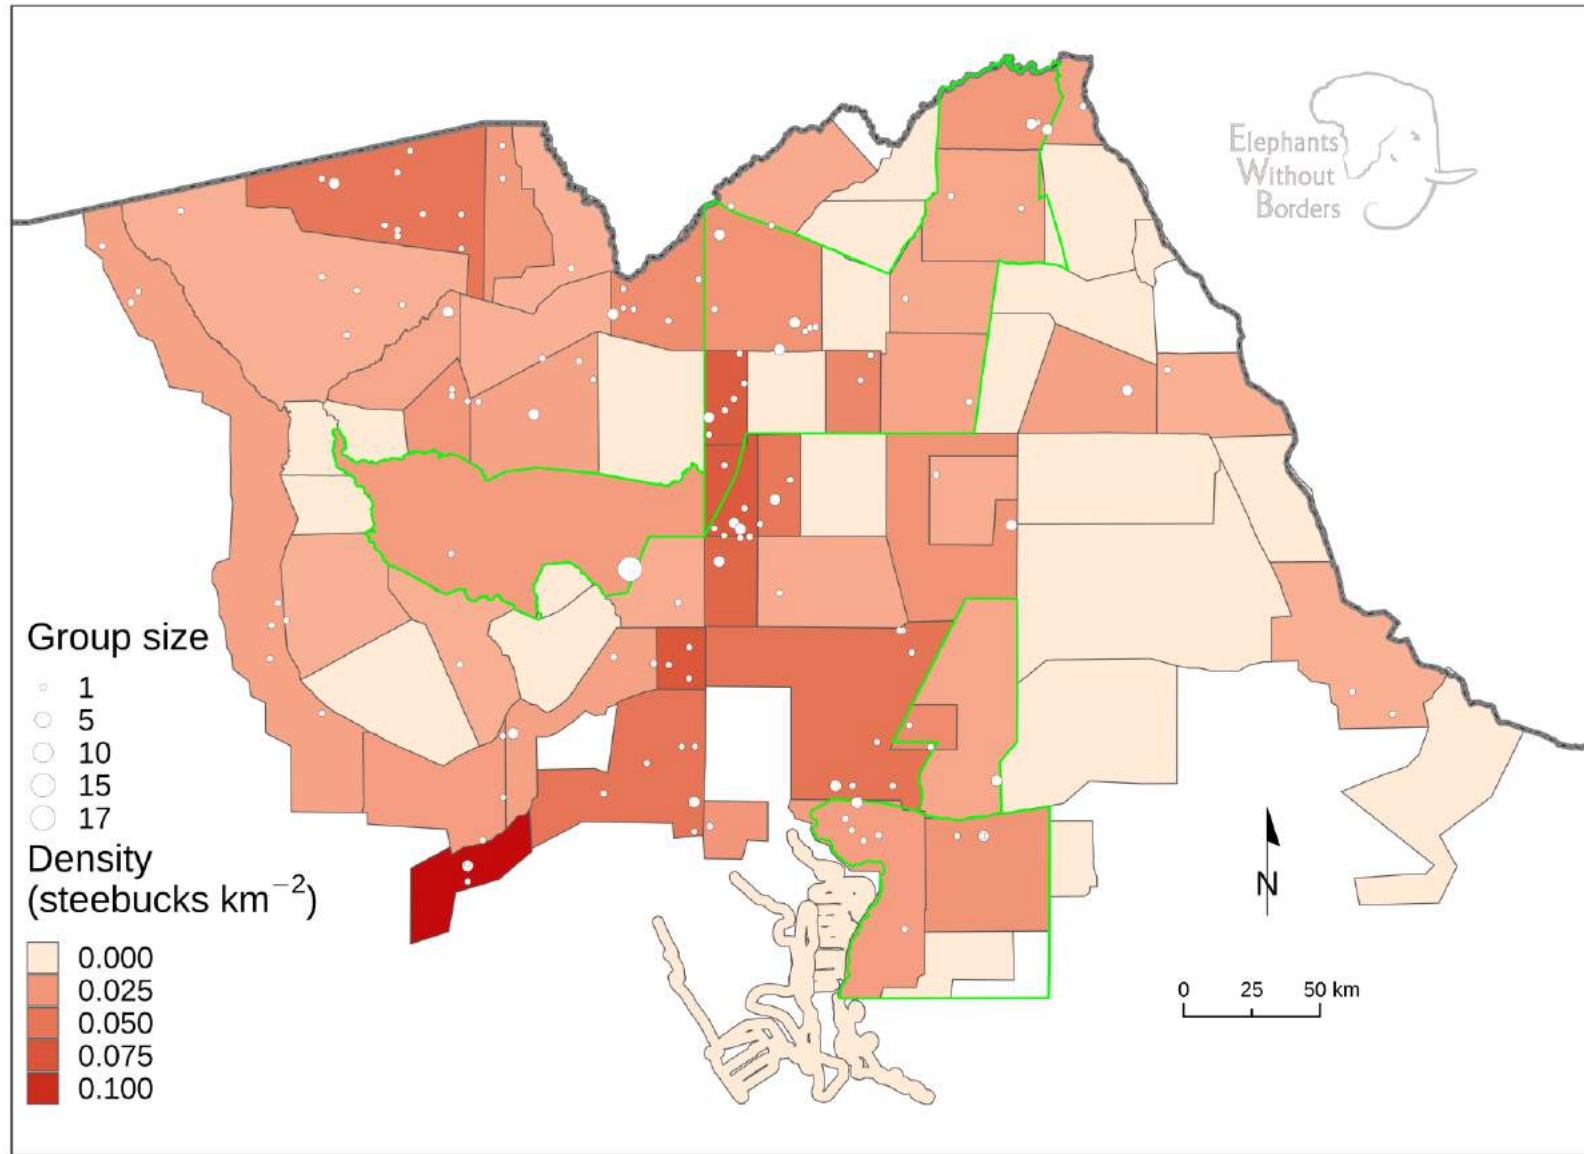 Elephants
Without
Borders
Group size
1
5
10
15
17
Density
(steebucks km⁻²)
0.000
0.025
0.050
0.075
0.100
N
0 25 50 km